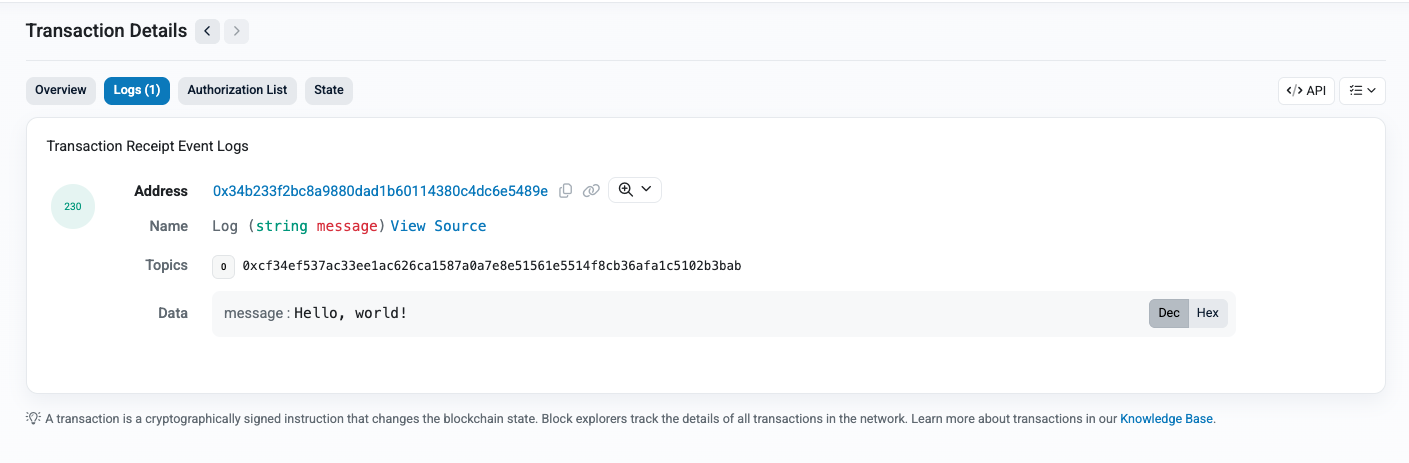 Transaction Details
Overview Logs (1) Authorization List State </> API
Transaction Receipt Event Logs
230 Address 0x34b233f2bc8a9880dad1b60114380c4dc6e5489e
Name Log (string message) View Source
Topics 0 0xcf34ef537ac33ee1ac626ca1587a0a7e8e51561e5514f8cb36afa1c5102b3bab
Data message : Hello, world! Dec Hex
A transaction is a cryptographically signed instruction that changes the blockchain state. Block explorers track the details of all transactions in the network. Learn more about transactions in our Knowledge Base.